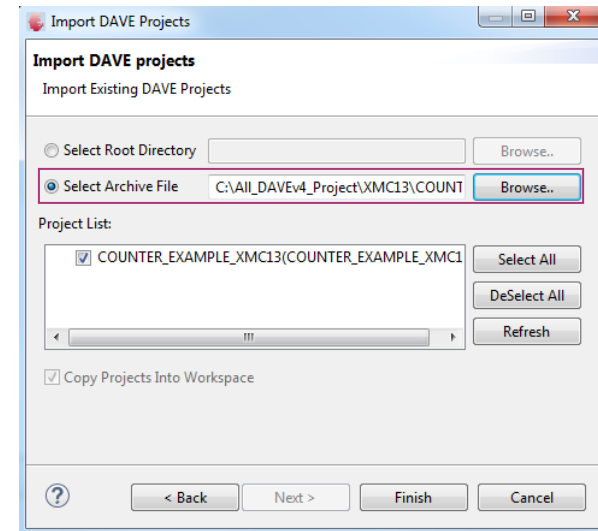 Import DAVE Projects
Import DAVE projects
Import Existing DAVE Projects
Select Root Directory Browse..
Select Archive File C:\All_DAVEv4_Project\XMC13\COUNT Browse..
Project List:
COUNTER_EXAMPLE_XMC13(COUNTER_EXAMPLE_XMC1 Select All
DeSelect All
Refresh
Copy Projects Into Workspace
? < Back Next > Finish Cancel